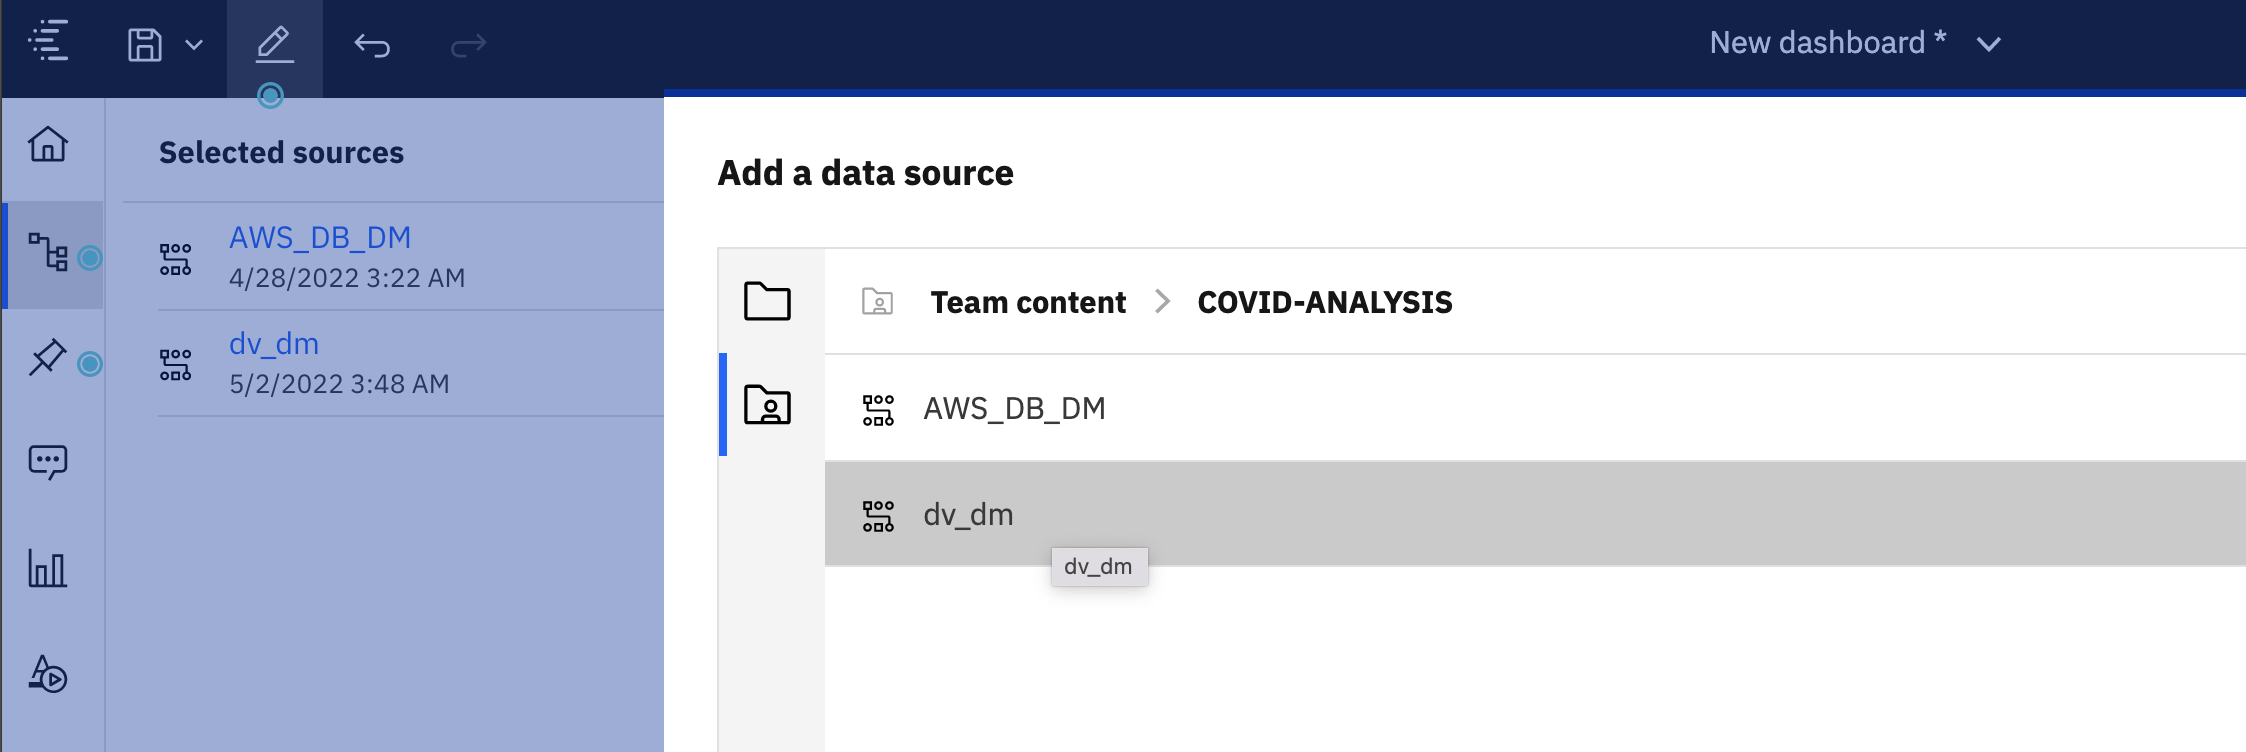 New dashboard *
Selected sources
AWS_DB_DM
4/28/2022 3:22 AM
dv_dm
5/2/2022 3:48 AM
Add a data source
Team content > COVID-ANALYSIS
AWS_DB_DM
dv_dm
dv_dm